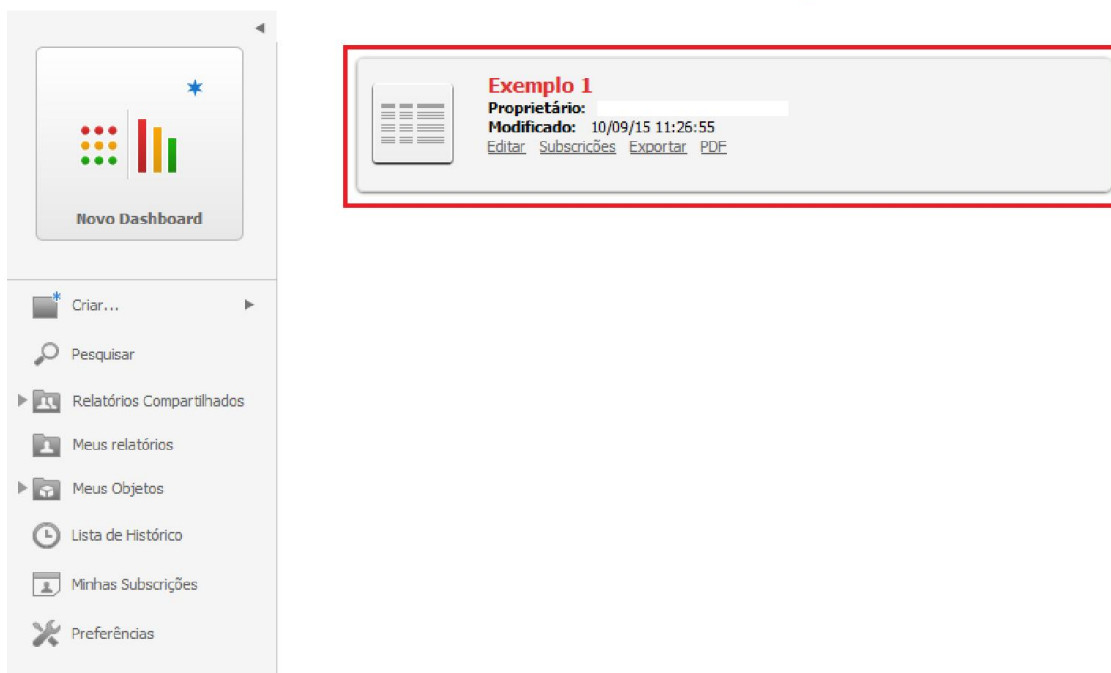 Novo Dashboard
Criar...
Pesquisar
Relatórios Compartilhados
Meus relatórios
Meus Objetos
Lista de Histórico
Minhas Subscrições
Preferências
Exemplo 1
Proprietário:
Modificado: 10/09/15 11:26:55
Editar Subscrições Exportar PDF